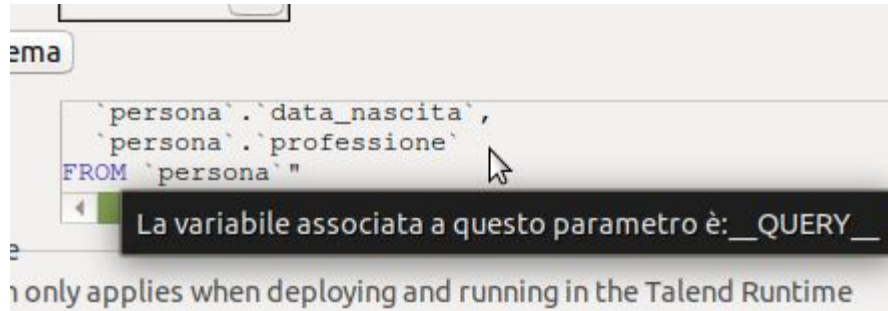 ema
`persona`.`data_nascita`,
`persona`.`professione`
FROM `persona`"
La variabile associata a questo parametro è:__QUERY__
e
n only applies when deploying and running in the Talend Runtime